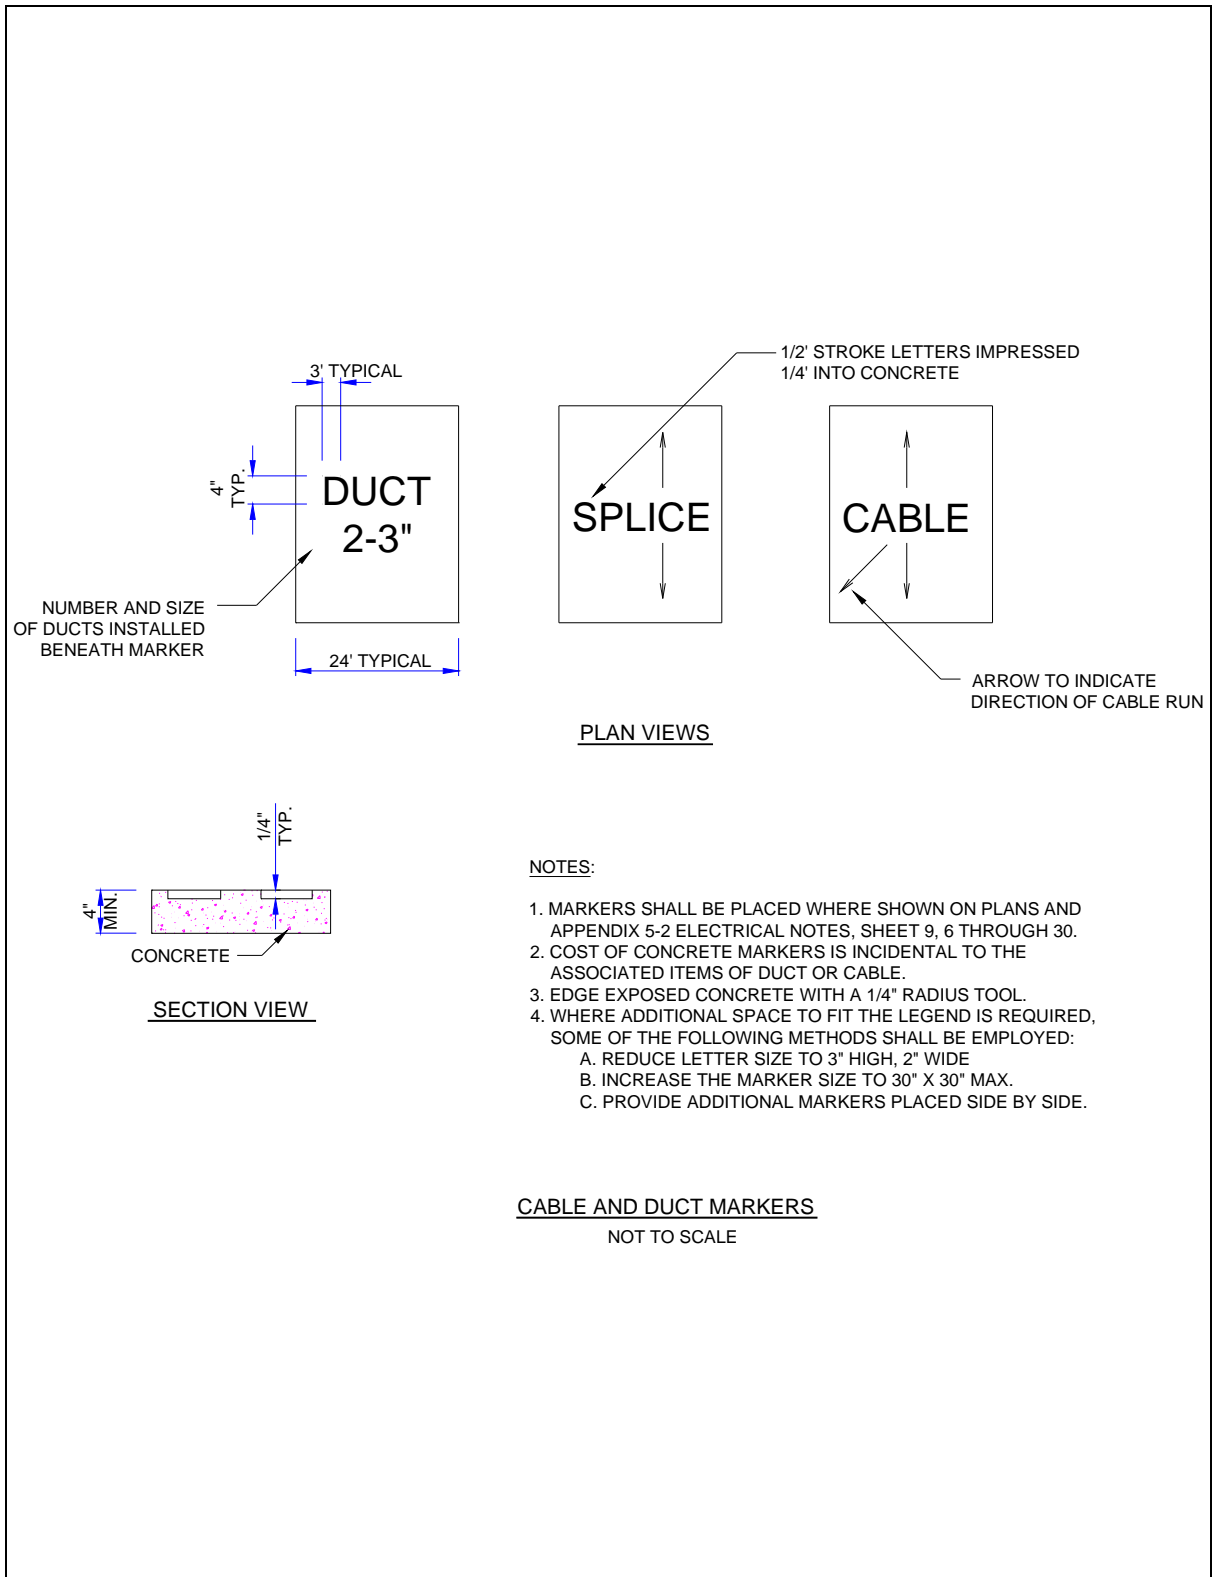 3' TYPICAL
4"
TYP.
DUCT
2-3"
NUMBER AND SIZE
OF DUCTS INSTALLED
BENEATH MARKER
24' TYPICAL
1/2' STROKE LETTERS IMPRESSED
1/4' INTO CONCRETE
SPLICE
CABLE
ARROW TO INDICATE
DIRECTION OF CABLE RUN
PLAN VIEWS
1/4"
TYP.
4"
MIN.
CONCRETE
SECTION VIEW
NOTES:
1. MARKERS SHALL BE PLACED WHERE SHOWN ON PLANS AND
APPENDIX 5-2 ELECTRICAL NOTES, SHEET 9, 6 THROUGH 30.
2. COST OF CONCRETE MARKERS IS INCIDENTAL TO THE
ASSOCIATED ITEMS OF DUCT OR CABLE.
3. EDGE EXPOSED CONCRETE WITH A 1/4" RADIUS TOOL.
4. WHERE ADDITIONAL SPACE TO FIT THE LEGEND IS REQUIRED,
SOME OF THE FOLLOWING METHODS SHALL BE EMPLOYED:
A. REDUCE LETTER SIZE TO 3" HIGH, 2" WIDE
B. INCREASE THE MARKER SIZE TO 30" X 30" MAX.
C. PROVIDE ADDITIONAL MARKERS PLACED SIDE BY SIDE.
CABLE AND DUCT MARKERS
NOT TO SCALE